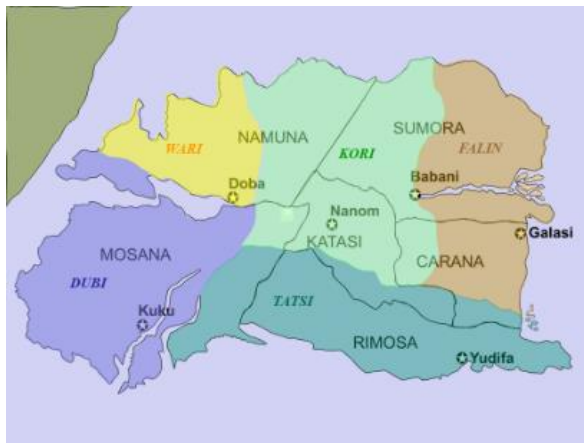 SUMORA
NAMUNA
WARI
KORI
FALIN
Doba
Babani
Nanom
Galasi
KATASI
MOSANA
CARANA
DUBI
TATSI
Kuku
RIMOSA
Yudifa